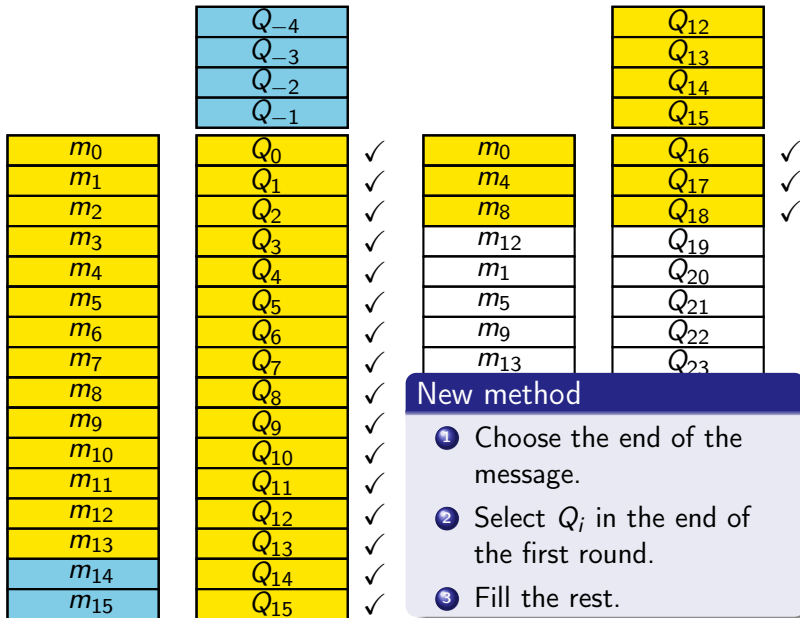 Q₋₄ Q₁₂
Q₋₃ Q₁₃
Q₋₂ Q₁₄
Q₋₁ Q₁₅
m₀ Q₀ ✓ m₀ Q₁₆ ✓
m₁ Q₁ ✓ m₄ Q₁₇ ✓
m₂ Q₂ ✓ m₈ Q₁₈ ✓
m₃ Q₃ ✓ m₁₂ Q₁₉
m₄ Q₄ ✓ m₁ Q₂₀
m₅ Q₅ ✓ m₅ Q₂₁
m₆ Q₆ ✓ m₉ Q₂₂
m₇ Q₇ ✓ m₁₃ Q₂₃
m₈ Q₈ ✓
m₉ Q₉ ✓
m₁₀ Q₁₀ ✓
m₁₁ Q₁₁ ✓
m₁₂ Q₁₂ ✓
m₁₃ Q₁₃ ✓
m₁₄ Q₁₄ ✓
m₁₅ Q₁₅ ✓
New method
1 Choose the end of the
message.
2 Select Qᵢ in the end of
the first round.
3 Fill the rest.